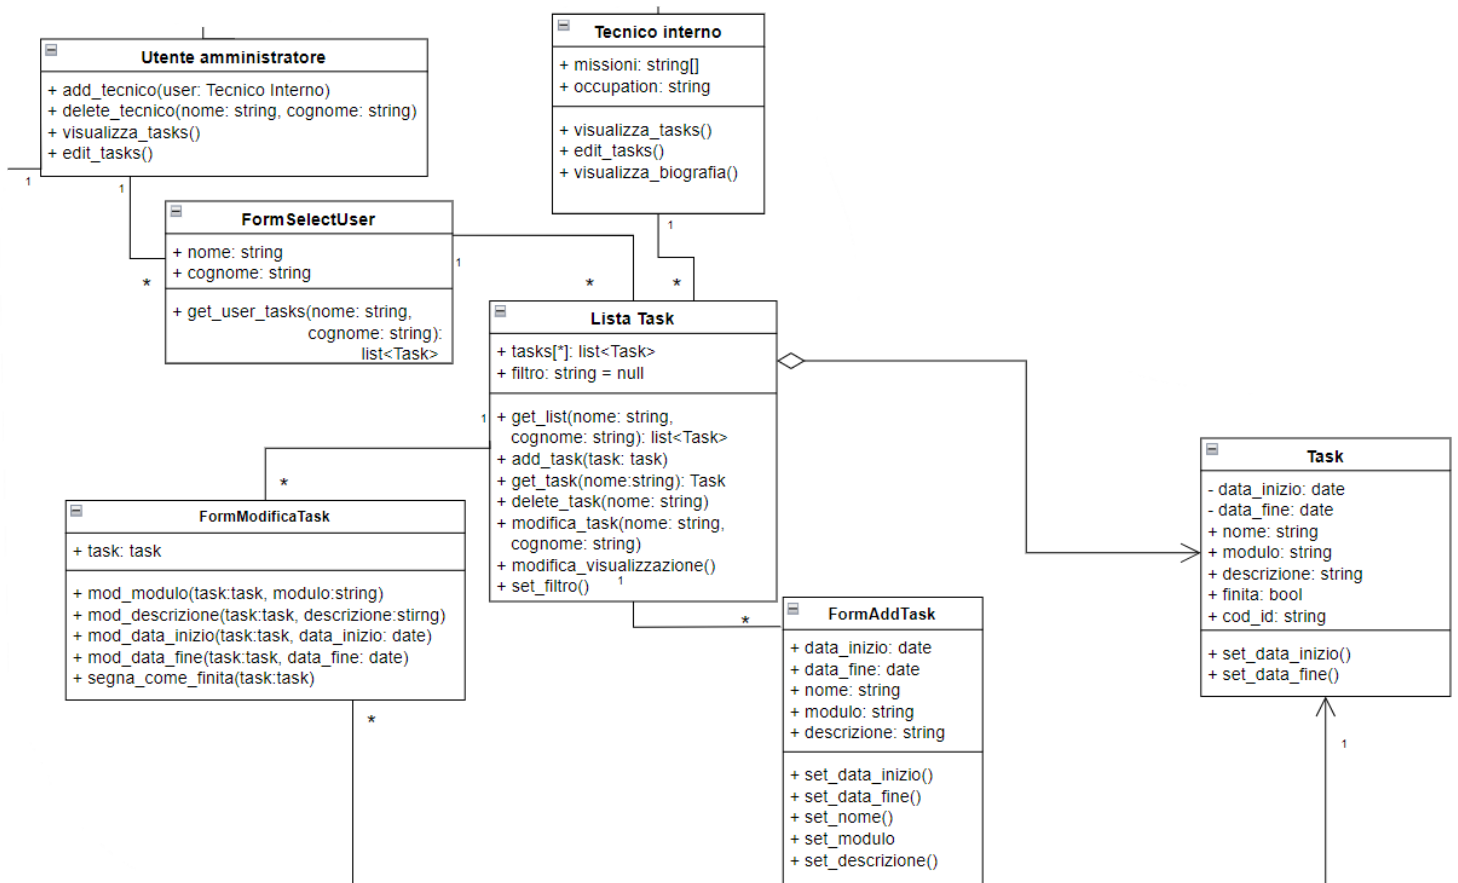 Utente amministratore
+ add_tecnico(user: Tecnico Interno)
+ delete_tecnico(nome: string, cognome: string)
+ visualizza_tasks()
+ edit_tasks()
1
1
*
Tecnico interno
+ missioni: string[]
+ occupation: string
+ visualizza_tasks()
+ edit_tasks()
+ visualizza_biografia()
1
*
FormSelectUser
+ nome: string
+ cognome: string
+ get_user_tasks(nome: string,
cognome: string):
list<Task>
1
*
Lista Task
+ tasks[*]: list<Task>
+ filtro: string = null
+ get_list(nome: string,
cognome: string): list<Task>
+ add_task(task: task)
+ get_task(nome:string): Task
+ delete_task(nome: string)
+ modifica_task(nome: string,
cognome: string)
+ modifica_visualizzazione()
+ set_filtro()
1
*
1
*
FormModificaTask
+ task: task
+ mod_modulo(task:task, modulo:string)
+ mod_descrizione(task:task, descrizione:stirng)
+ mod_data_inizio(task:task, data_inizio: date)
+ mod_data_fine(task:task, data_fine: date)
+ segna_come_finita(task:task)
*
FormAddTask
+ data_inizio: date
+ data_fine: date
+ nome: string
+ modulo: string
+ descrizione: string
+ set_data_inizio()
+ set_data_fine()
+ set_nome()
+ set_modulo
+ set_descrizione()
Task
- data_inizio: date
- data_fine: date
+ nome: string
+ modulo: string
+ descrizione: string
+ finita: bool
+ cod_id: string
+ set_data_inizio()
+ set_data_fine()
1